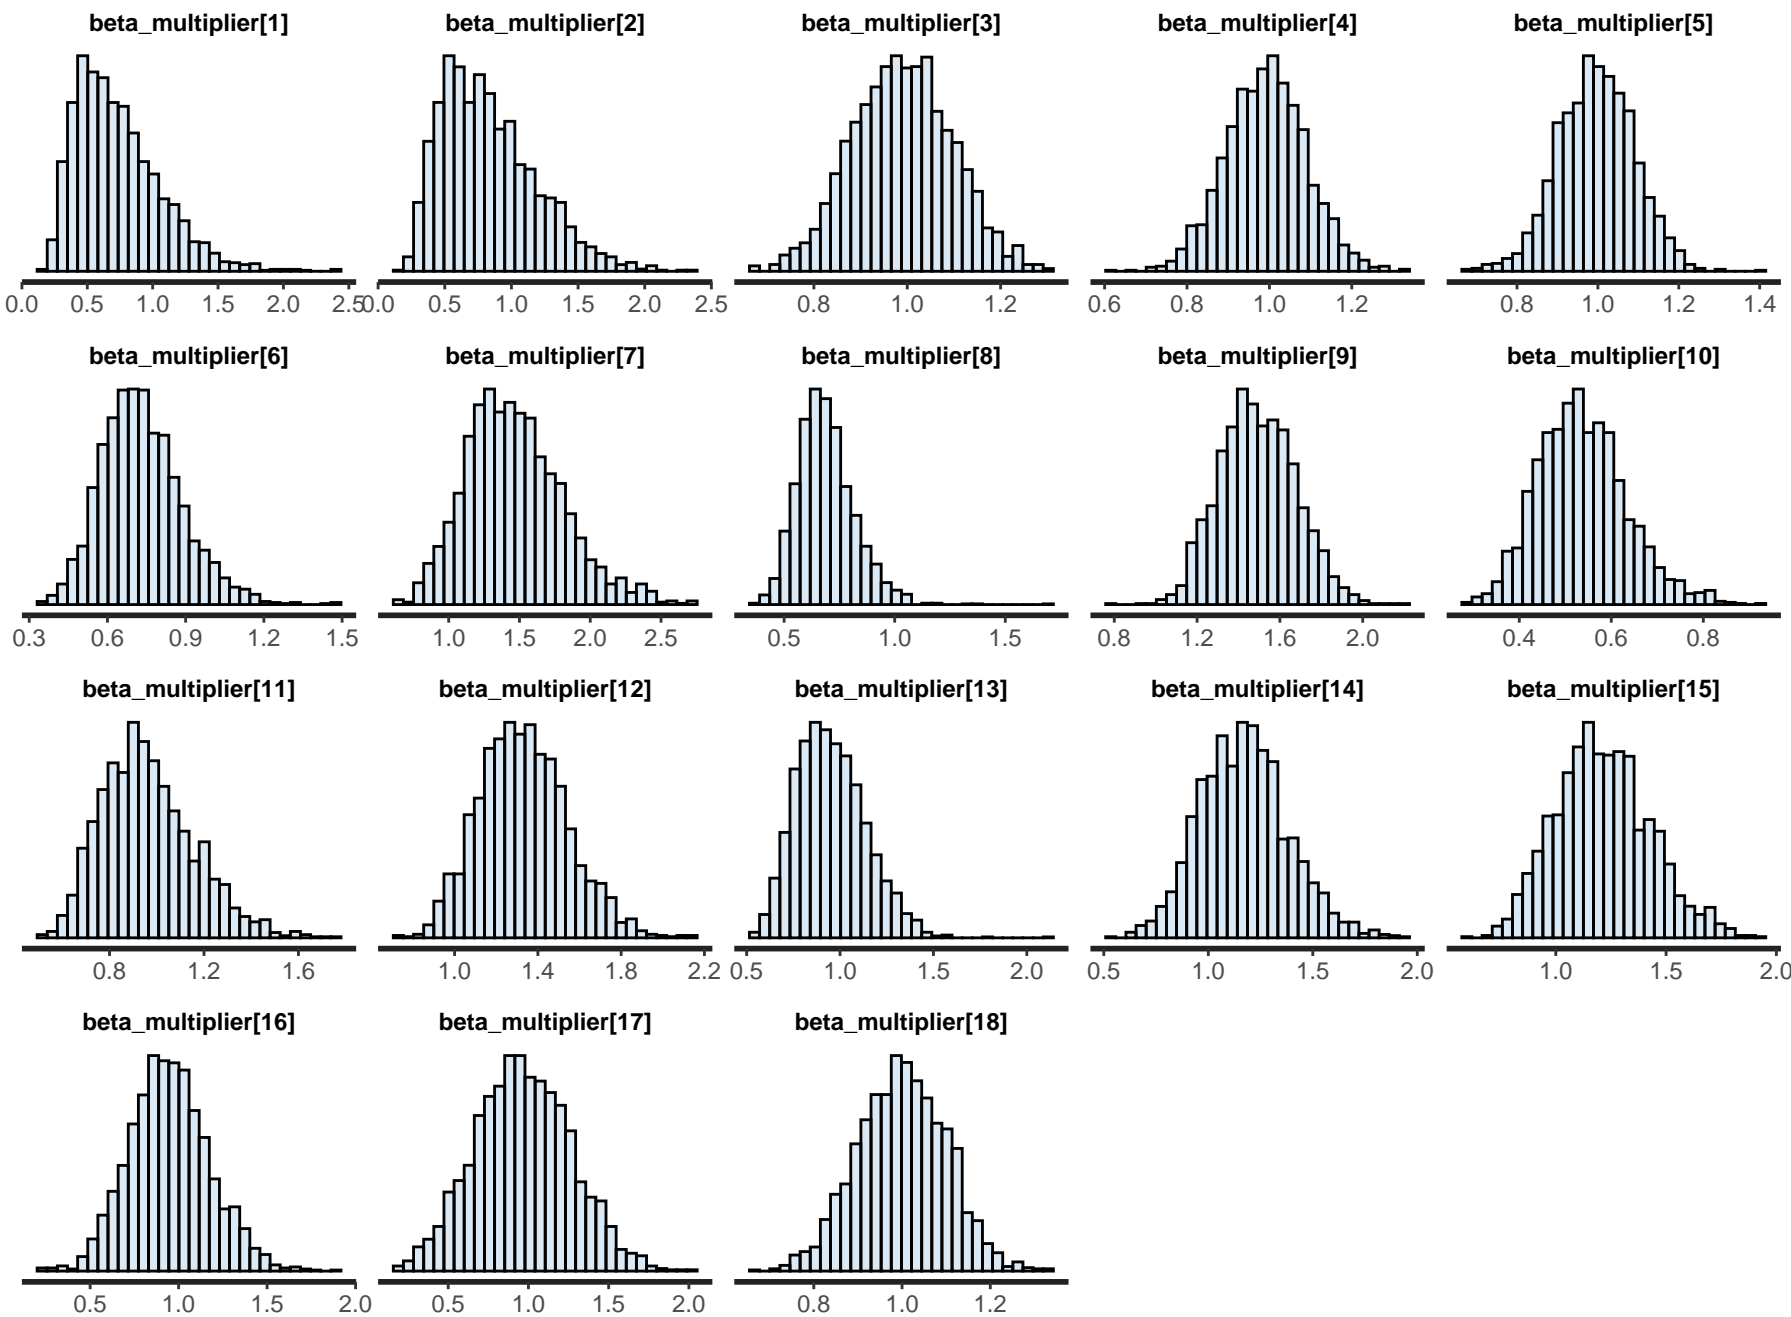 beta_multiplier[1] beta_multiplier[2] beta_multiplier[3] beta_multiplier[4] beta_multiplier[5]
0.0 0.5 1.0 1.5 2.0 2.5 0.0 0.5 1.0 1.5 2.0 2.5 0.8 1.0 1.2 0.6 0.8 1.0 1.2 0.8 1.0 1.2 1.4
beta_multiplier[6] beta_multiplier[7] beta_multiplier[8] beta_multiplier[9] beta_multiplier[10]
0.3 0.6 0.9 1.2 1.5 1.0 1.5 2.0 2.5 0.5 1.0 1.5 0.8 1.2 1.6 2.0 0.4 0.6 0.8
beta_multiplier[11] beta_multiplier[12] beta_multiplier[13] beta_multiplier[14] beta_multiplier[15]
0.8 1.2 1.6 1.0 1.4 1.8 2.2 0.5 1.0 1.5 2.0 0.5 1.0 1.5 2.0 1.0 1.5 2.0
beta_multiplier[16] beta_multiplier[17] beta_multiplier[18]
0.5 1.0 1.5 2.0 0.5 1.0 1.5 2.0 0.8 1.0 1.2